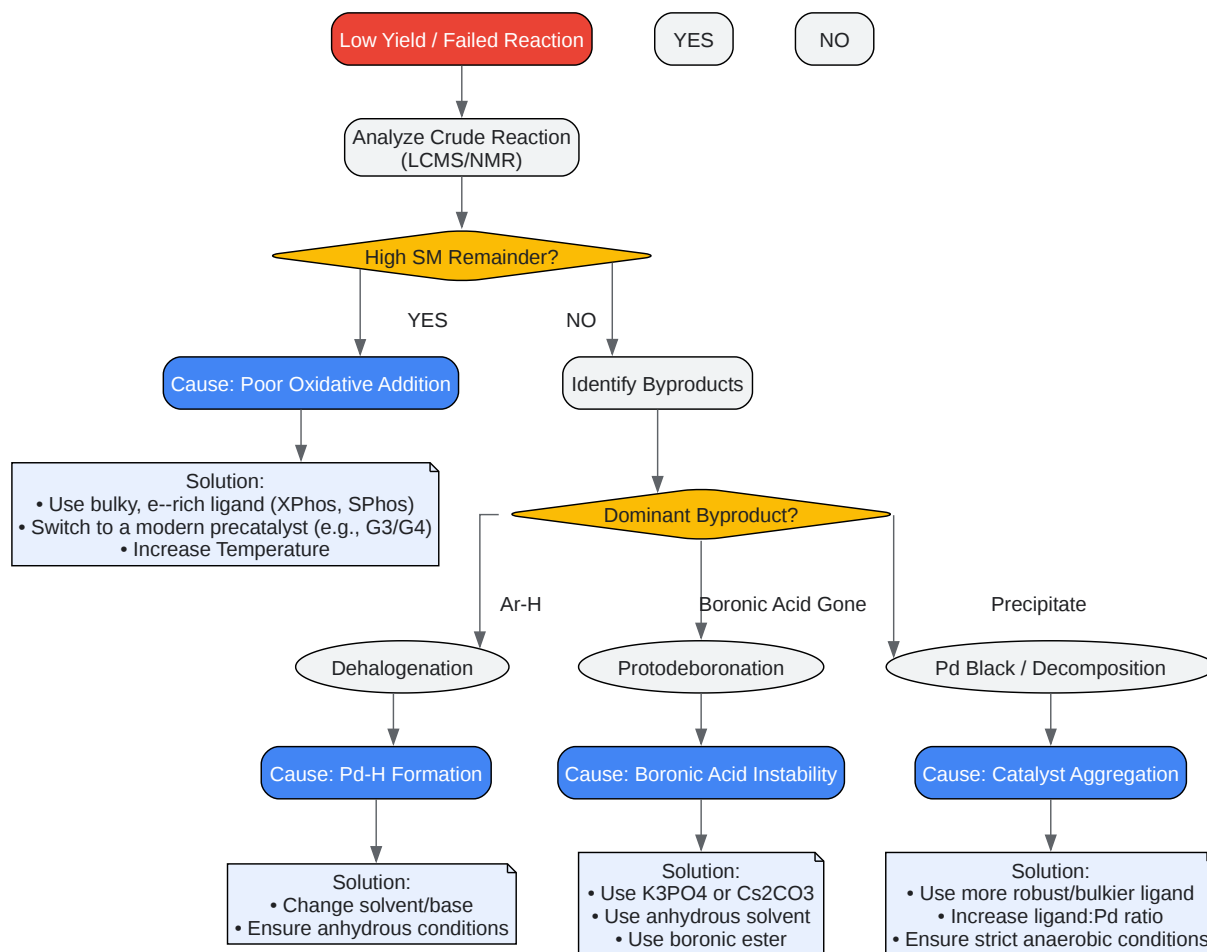 Low Yield / Failed Reaction
YES
NO
Analyze Crude Reaction
(LCMS/NMR)
High SM Remainder?
YES
NO
Cause: Poor Oxidative Addition
Identify Byproducts
Solution:
• Use bulky, e--rich ligand (XPhos, SPhos)
• Switch to a modern precatalyst (e.g., G3/G4)
• Increase Temperature
Dominant Byproduct?
Ar-H
Boronic Acid Gone
Precipitate
Dehalogenation
Protodeboronation
Pd Black / Decomposition
Cause: Pd-H Formation
Cause: Boronic Acid Instability
Cause: Catalyst Aggregation
Solution:
• Change solvent/base
• Ensure anhydrous conditions
Solution:
• Use K3PO4 or Cs2CO3
• Use anhydrous solvent
• Use boronic ester
Solution:
• Use more robust/bulkier ligand
• Increase ligand:Pd ratio
• Ensure strict anaerobic conditions